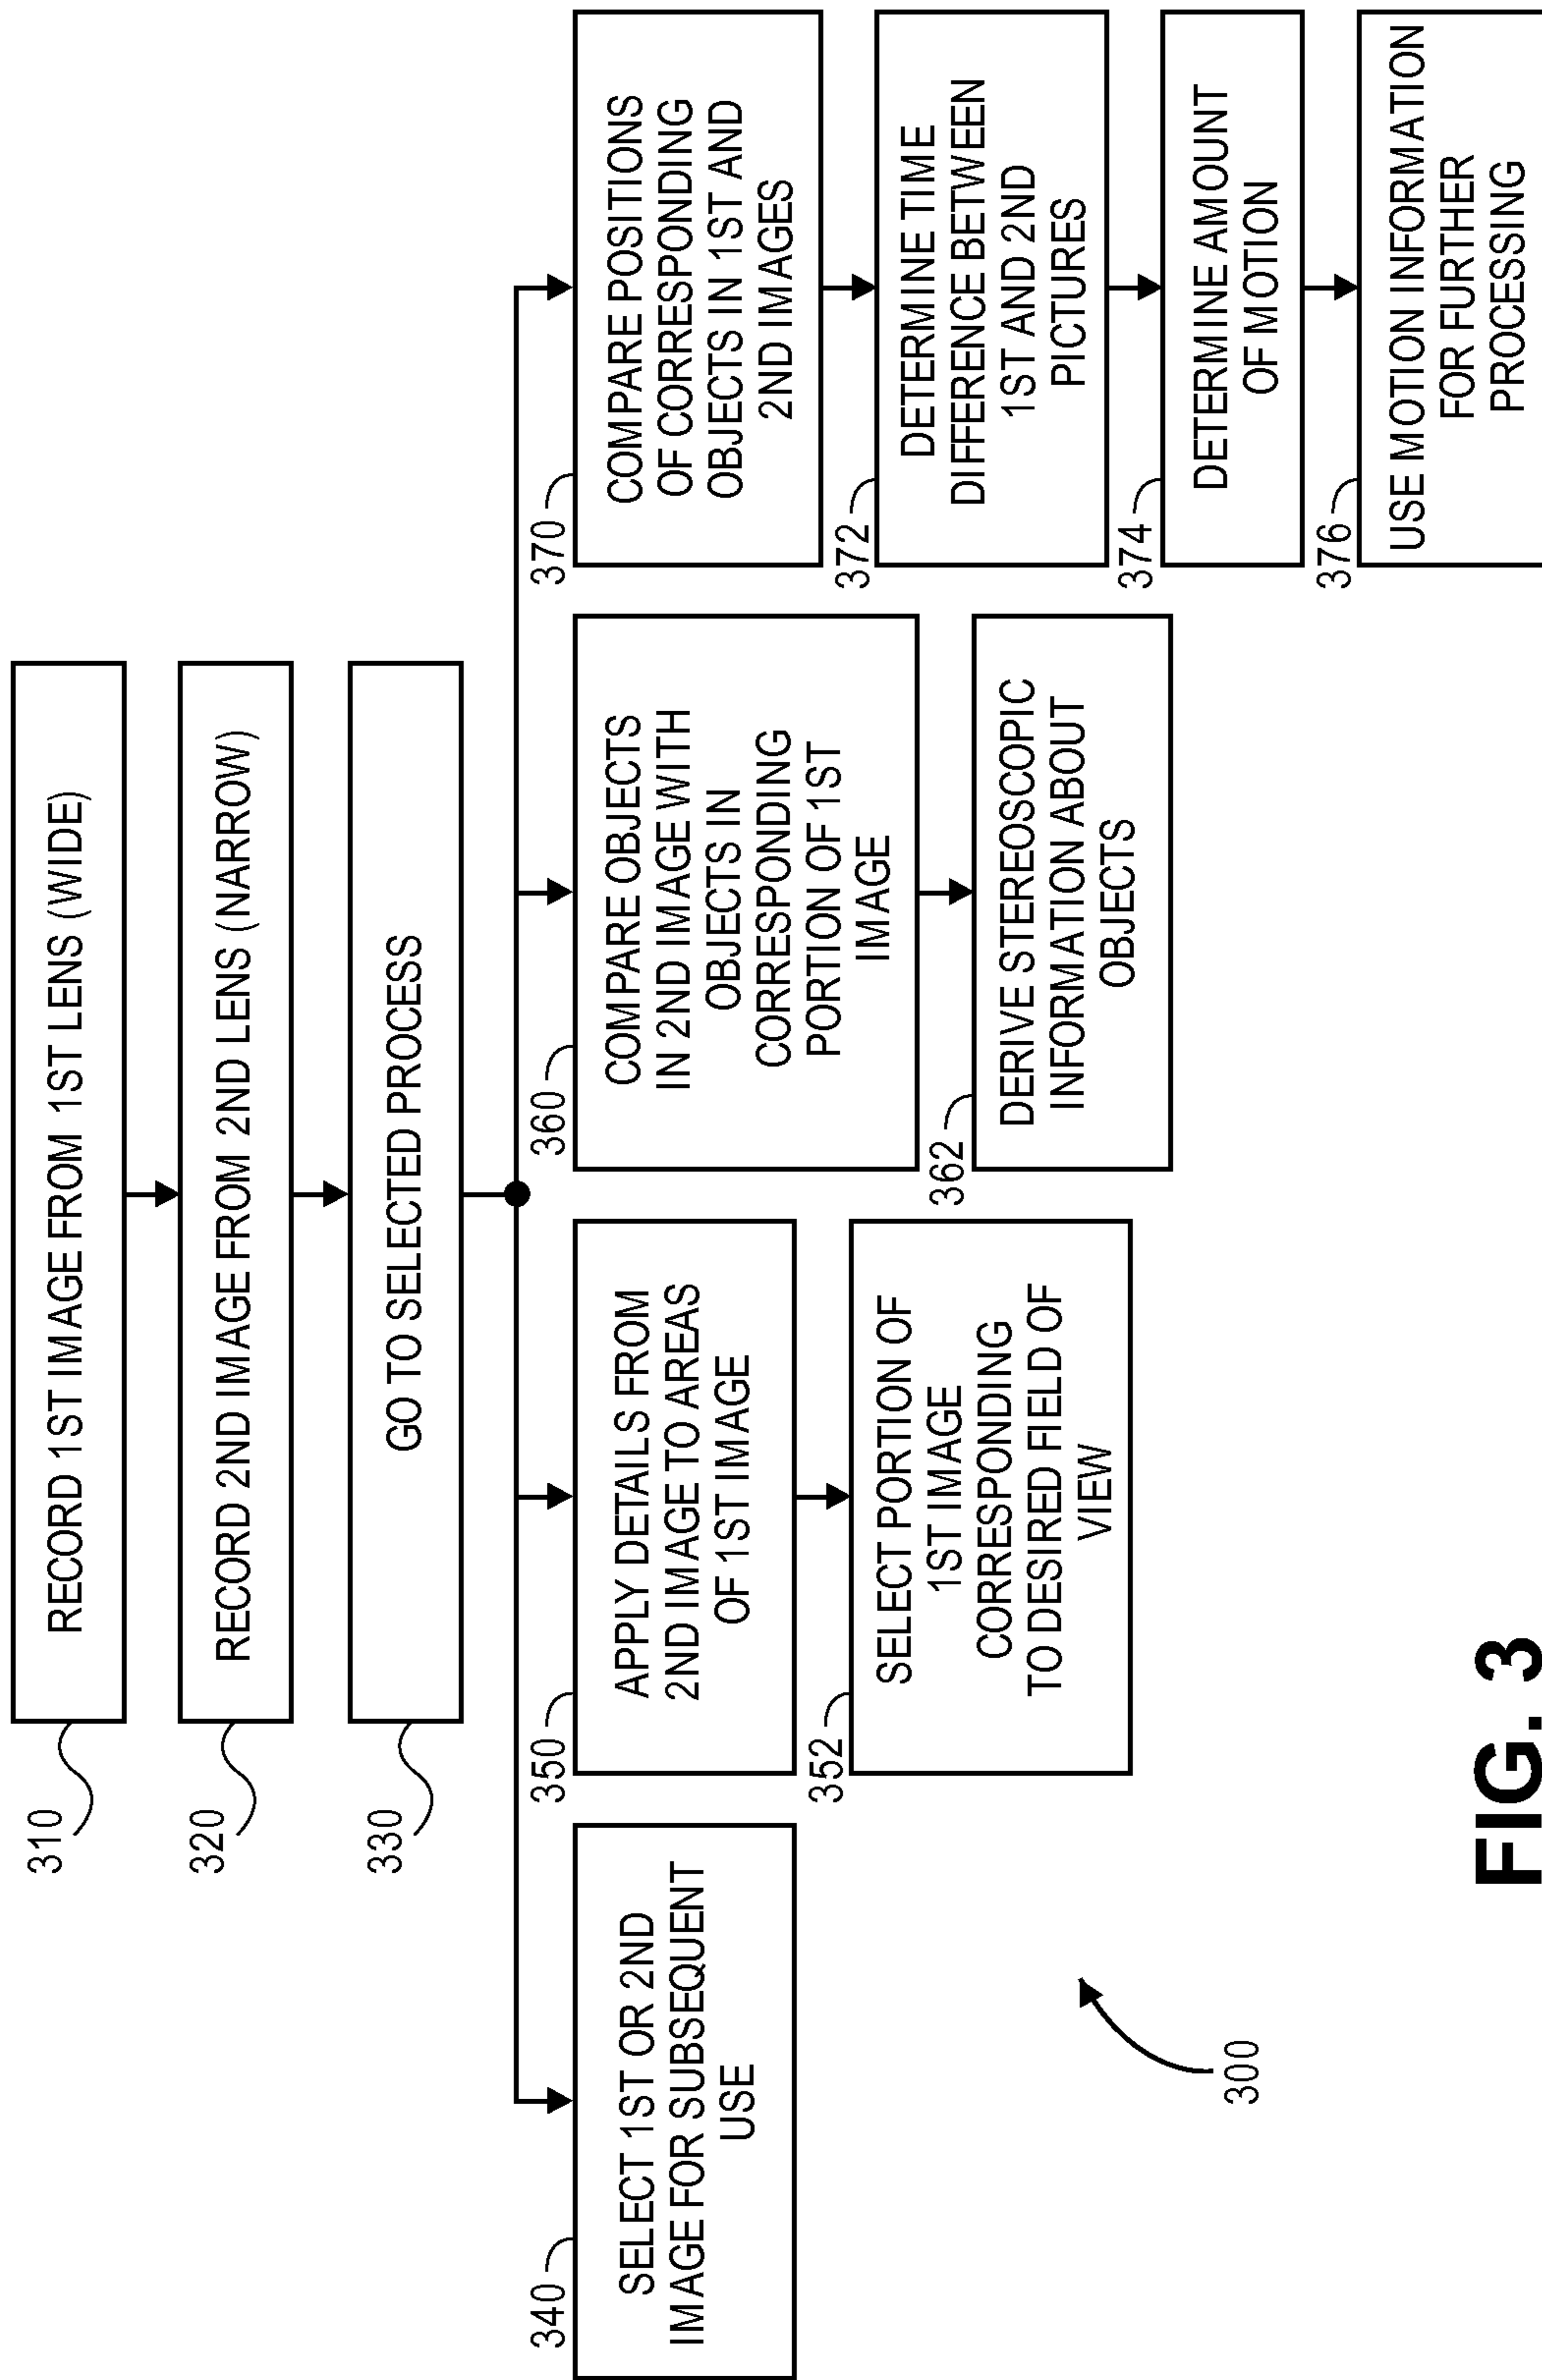 310
RECORD 1ST IMAGE FROM 1ST LENS (WIDE)
320
RECORD 2ND IMAGE FROM 2ND LENS (NARROW)
330
GO TO SELECTED PROCESS
340
SELECT 1ST OR 2ND
IMAGE FOR SUBSEQUENT
USE
350
APPLY DETAILS FROM
2ND IMAGE TO AREAS
OF 1ST IMAGE
352
SELECT PORTION OF
1ST IMAGE
CORRESPONDING
TO DESIRED FIELD OF
VIEW
360
COMPARE OBJECTS
IN 2ND IMAGE WITH
OBJECTS IN
CORRESPONDING
PORTION OF 1ST
IMAGE
362
DERIVE STEREOSCOPIC
INFORMATION ABOUT
OBJECTS
370
COMPARE POSITIONS
OF CORRESPONDING
OBJECTS IN 1ST AND
2ND IMAGES
372
DETERMINE TIME
DIFFERENCE BETWEEN
1ST AND 2ND
PICTURES
374
DETERMINE AMOUNT
OF MOTION
376
USE MOTION INFORMATION
FOR FURTHER
PROCESSING
300
FIG. 3